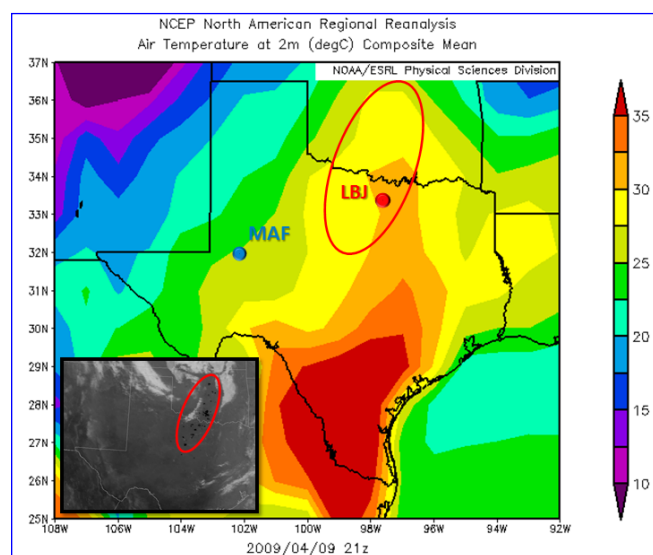 NCEP North American Regional Reanalysis
Air Temperature at 2m (degC) Composite Mean
NOAA/ESRL Physical Sciences Division
37N
36N
35N
34N
33N
32N
31N
30N
29N
28N
27N
26N
25N
LBJ
MAF
108W 106W 104W 102W 100W 98W 96W 94W 92W
2009/04/09 21z
35
30
25
20
15
10